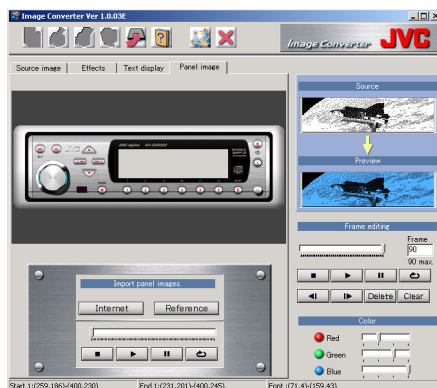 Image Converter Ver 1.0.03E
Image Converter JVC
Source image Effects Text display Panel image
Source
JVC
Preview
Frame editing
Frame
90
90 max.
Import panel images.
Internet Reference
Delete Clear
Color
Red
Green
Blue
Start 1:(259,186)-(400,230) End 1:(231,201)-(400,245) Font :(71,4)-(159,43)